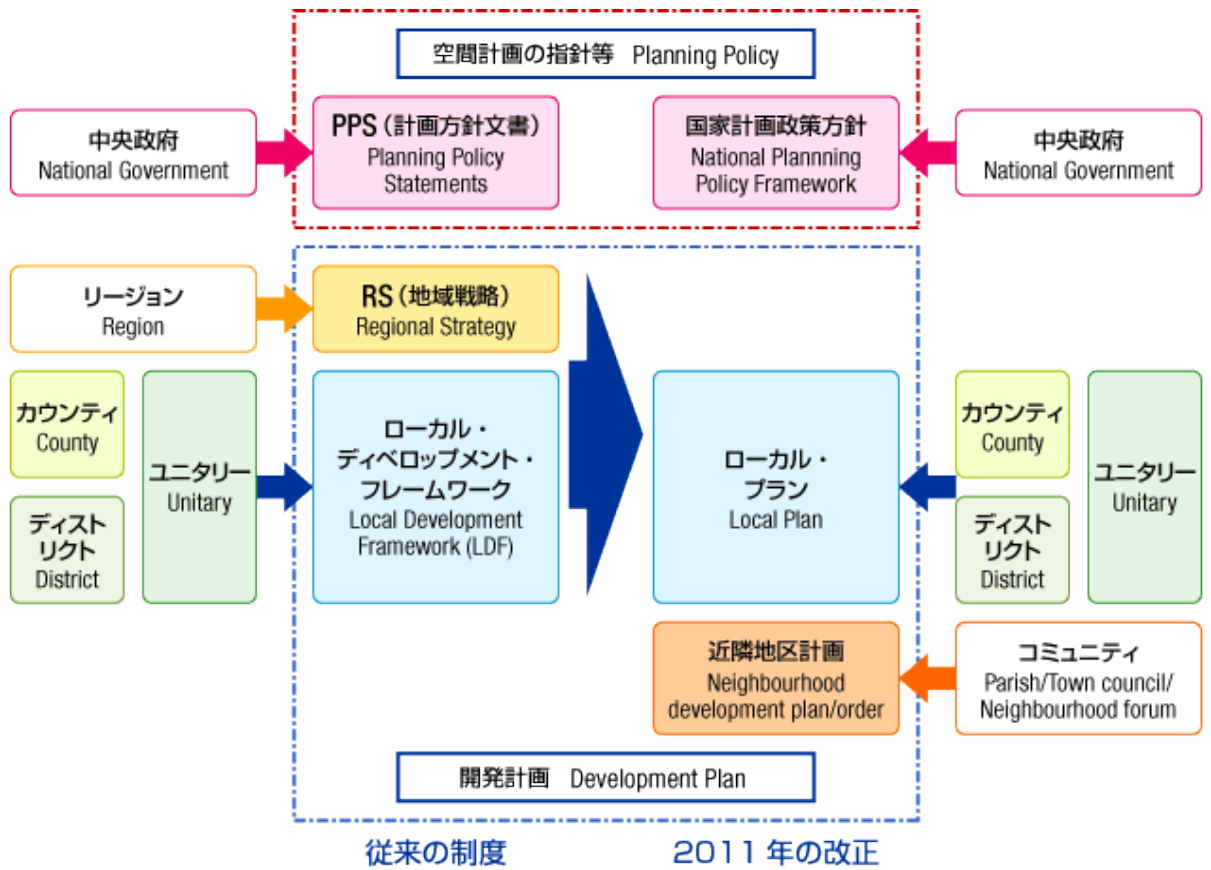 空間計画の指針等 Planning Policy
中央政府
National Government
PPS（計画方針文書）
Planning Policy
Statements
国家計画政策方針
National Plannning
Policy Framework
中央政府
National Government
リージョン
Region
RS（地域戦略）
Regional Strategy
カウンティ
County
ディスト
リクト
District
ユニタリー
Unitary
ローカル・
ディベロップメント・
フレームワーク
Local Development
Framework (LDF)
ローカル・
プラン
Local Plan
カウンティ
County
ディスト
リクト
District
ユニタリー
Unitary
近隣地区計画
Neighbourhood
development plan/order
コミュニティ
Parish/Town council/
Neighbourhood forum
開発計画 Development Plan
従来の制度
2011年の改正